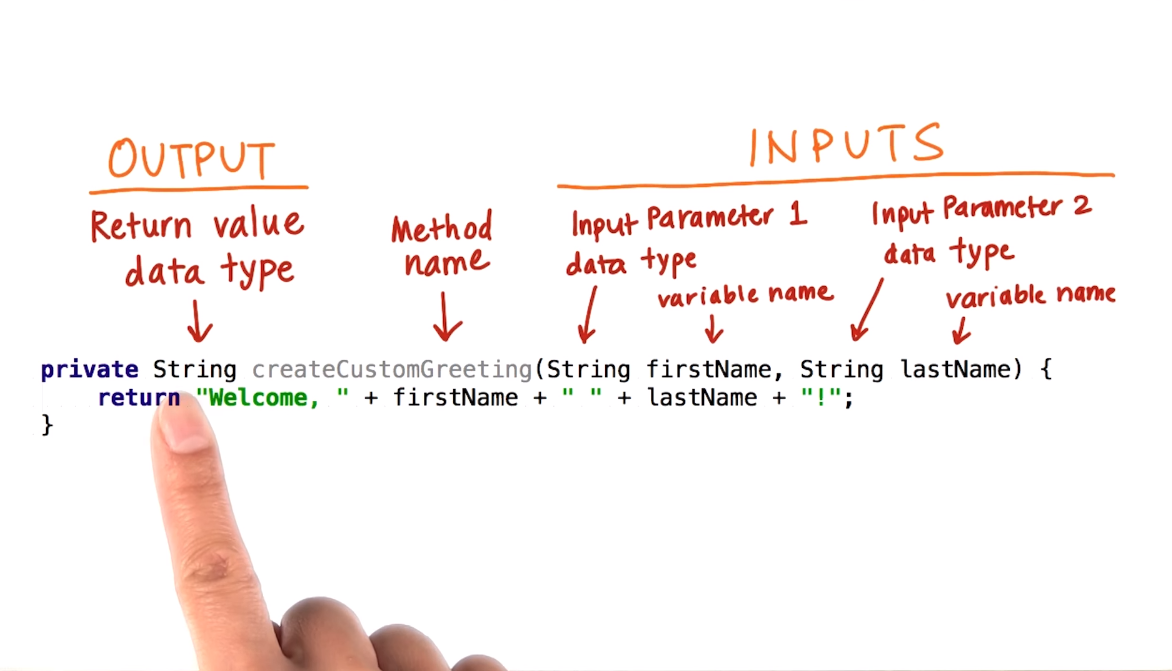 OUTPUT
INPUTS
Return value
data type
Method
name
Input Parameter 1
data type
variable name
Input Parameter 2
data type
variable name
private String createCustomGreeting(String firstName, String lastName) {
return "Welcome, " + firstName + " " + lastName + "!";
}